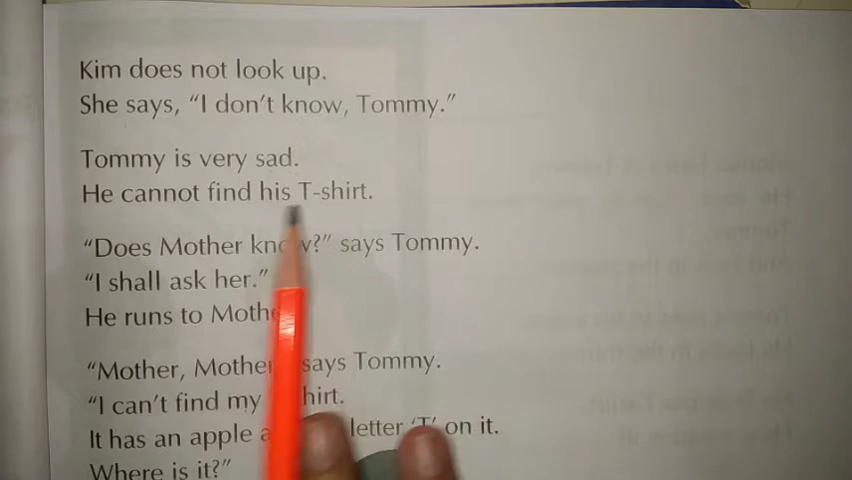 Kim does not look up.
She says, “I don’t know, Tommy.”
Tommy is very sad.
He cannot find his T-shirt.
“Does Mother know?” says Tommy.
“I shall ask her.”
He runs to Mothe
“Mother, Mother says Tommy.
“I can’t find my hirt.
It has an apple a letter ‘T’ on it.
Where is it?”